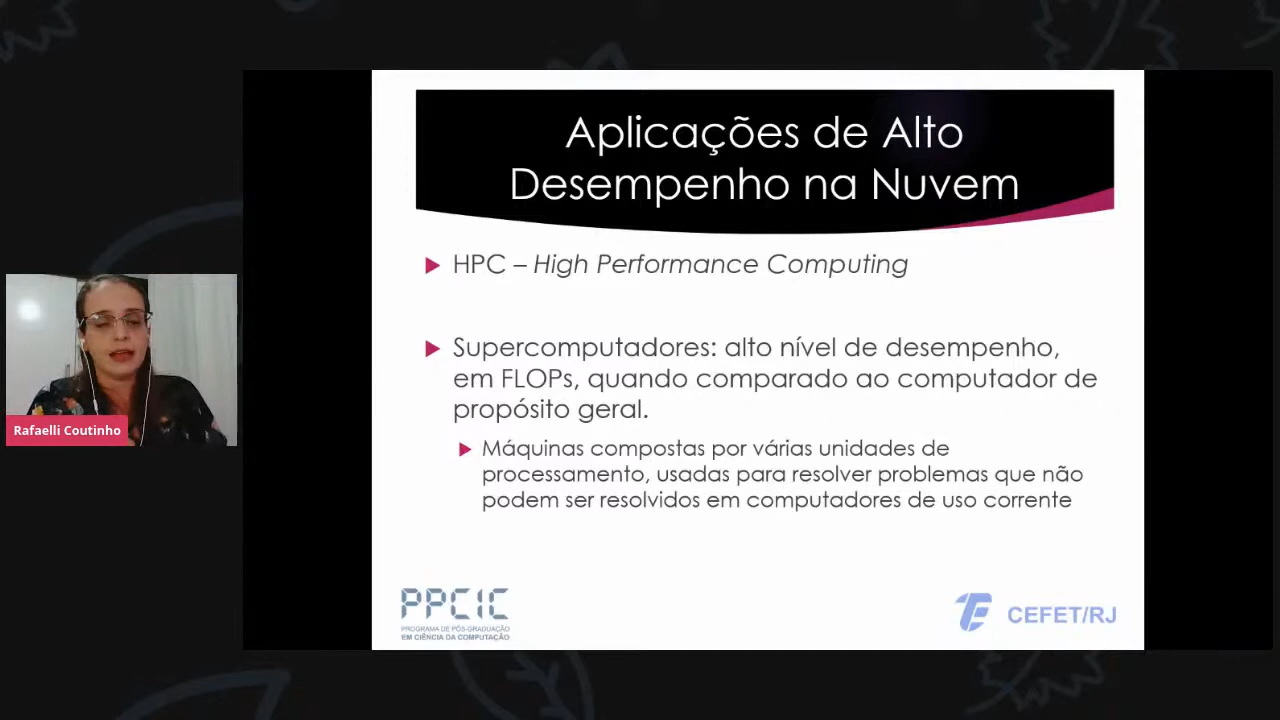 Aplicações de Alto
Desempenho na Nuvem
HPC – High Performance Computing
Supercomputadores: alto nível de desempenho,
em FLOPs, quando comparado ao computador de
propósito geral.
Máquinas compostas por várias unidades de
processamento, usadas para resolver problemas que não
podem ser resolvidos em computadores de uso corrente
Rafaelli Coutinho
PPCIC
PROGRAMA DE PÓS-GRADUAÇÃO
EM CIÊNCIA DA COMPUTAÇÃO
CEFET/RJ